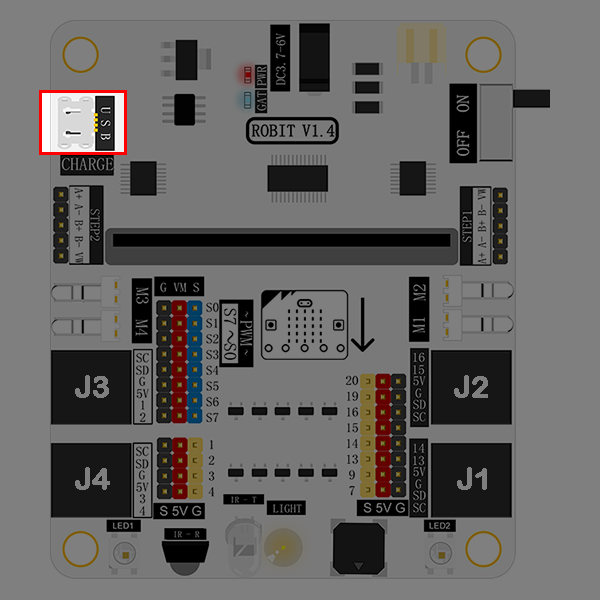 DC3.7-6V
PWR
GAT
ROBIT V1.4
ON
OFF
USB
CHARGE
A+ A- B+ B- VW
STEP2
STEP1
A+ A- B+ B- VW
M3
M4
G VM S
S0
S1
S2
S3
S4
S5
S6
S7
~PWM~
S7~S0
M2
M1
J3
SC
SD
G
5V
1
2
16
15
5V
G
SD
SC
J2
20
19
16
15
14
13
9
7
J4
SC
SD
G
5V
3
4
1
2
3
4
14
13
5V
G
SD
SC
J1
S 5V G
S 5V G
IR-T
LIGHT
LED1
IR-R
LED2